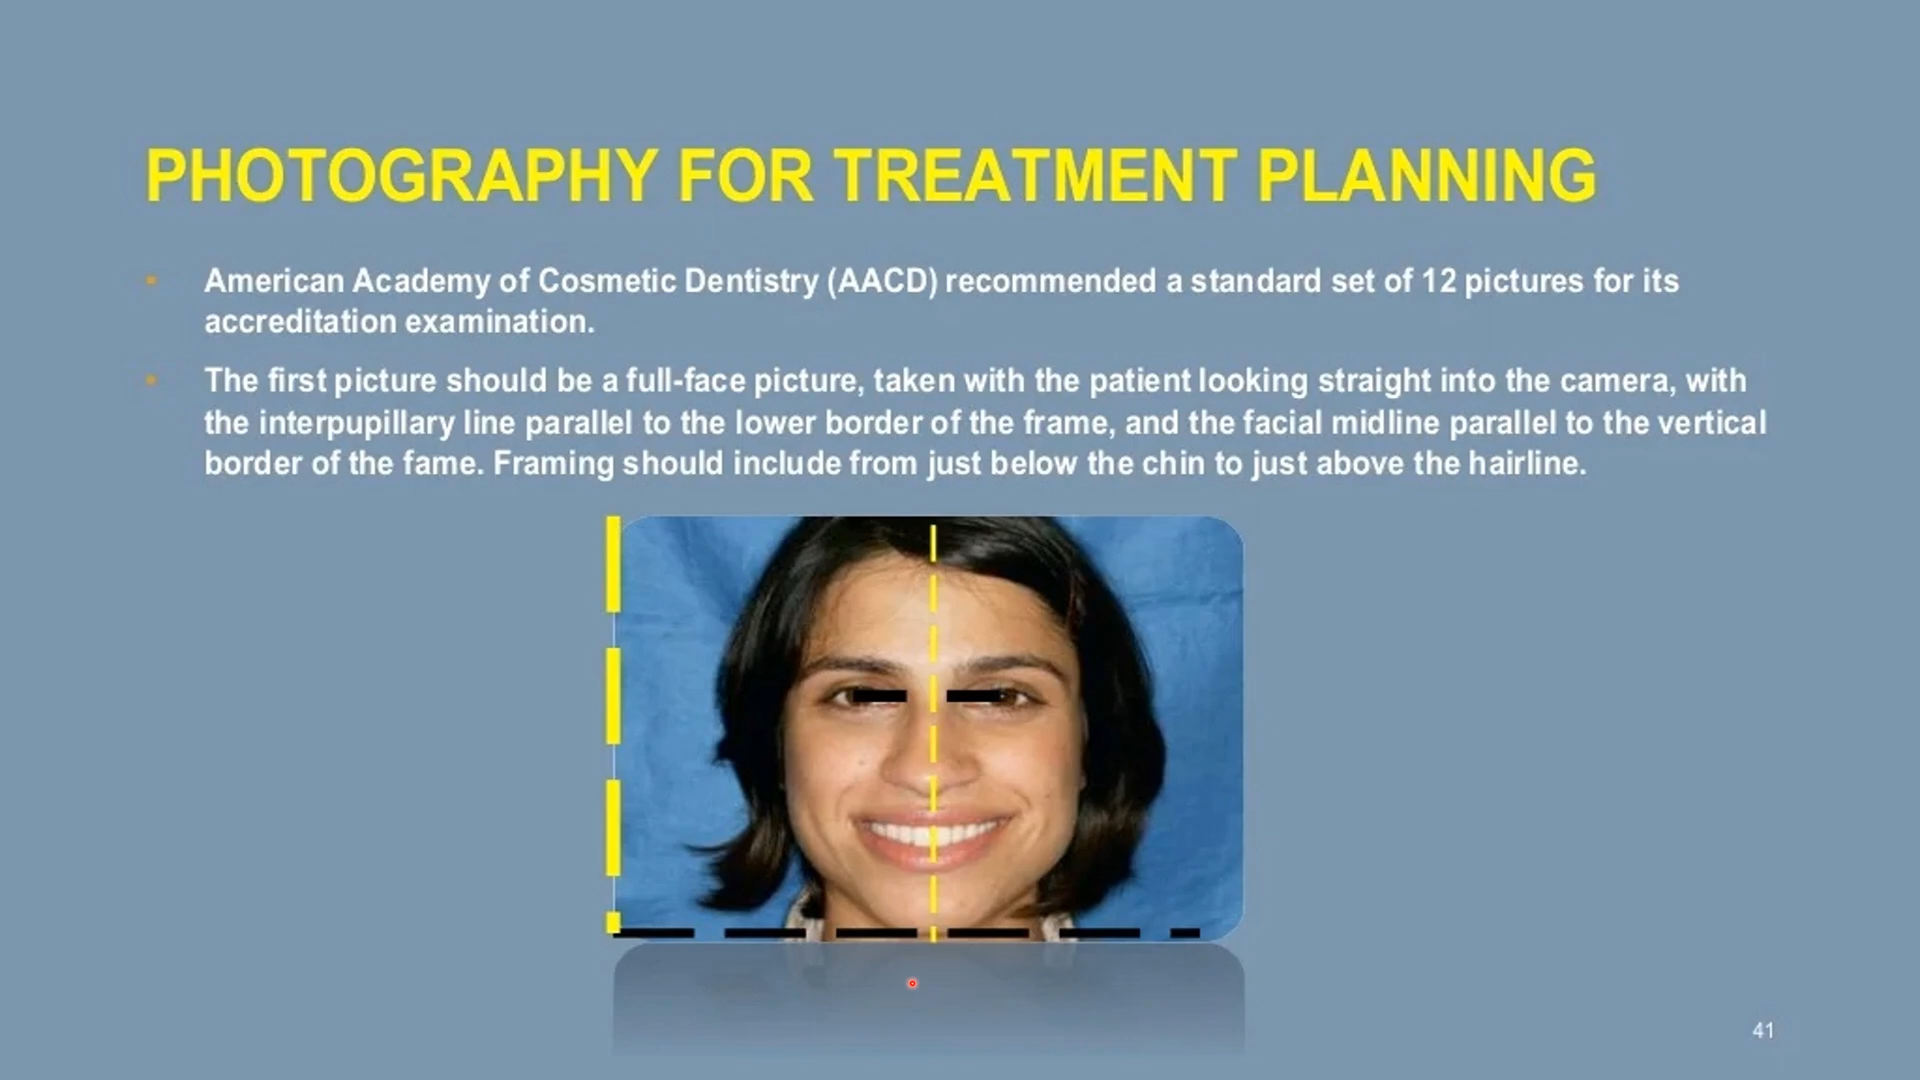 PHOTOGRAPHY FOR TREATMENT PLANNING
American Academy of Cosmetic Dentistry (AACD) recommended a standard set of 12 pictures for its
accreditation examination.
The first picture should be a full-face picture, taken with the patient looking straight into the camera, with
the interpupillary line parallel to the lower border of the frame, and the facial midline parallel to the vertical
border of the fame. Framing should include from just below the chin to just above the hairline.
41